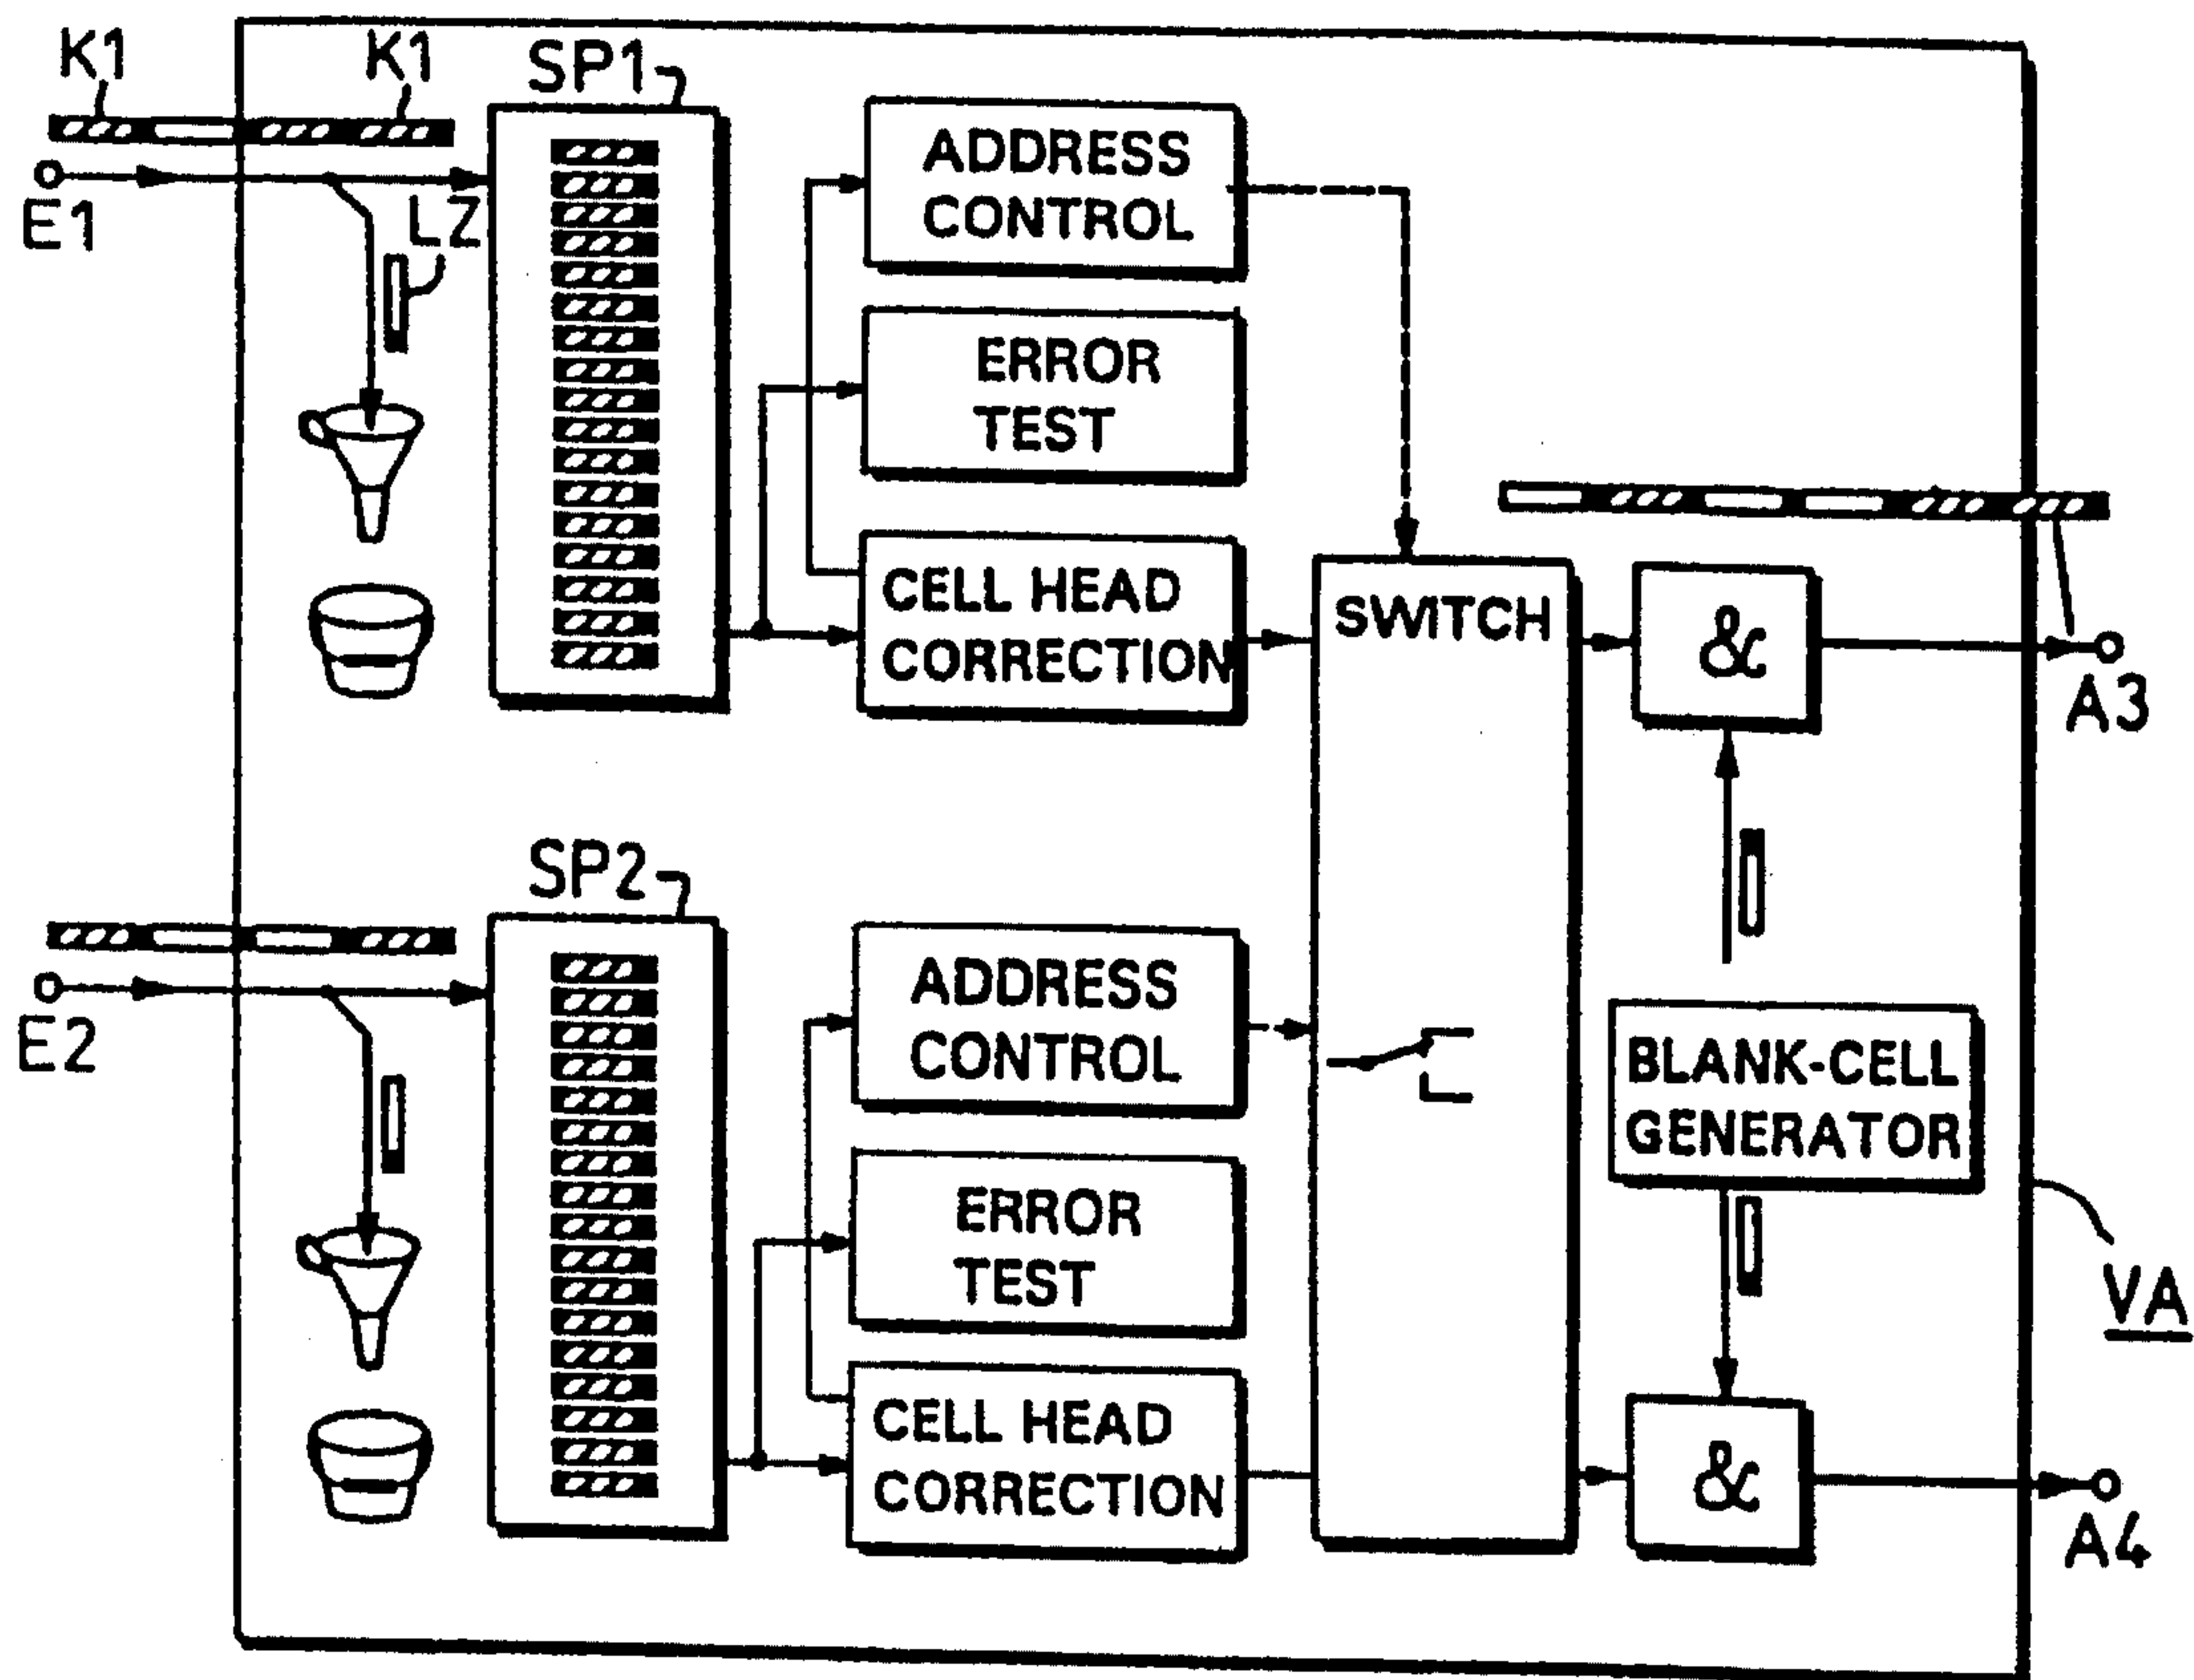 K1
K1
SP1
E1
LZ
ADDRESS
CONTROL
ERROR
TEST
CELL HEAD
CORRECTION
SWITCH
&
A3
SP2
E2
ADDRESS
CONTROL
ERROR
TEST
CELL HEAD
CORRECTION
BLANK-CELL
GENERATOR
VA
&
A4